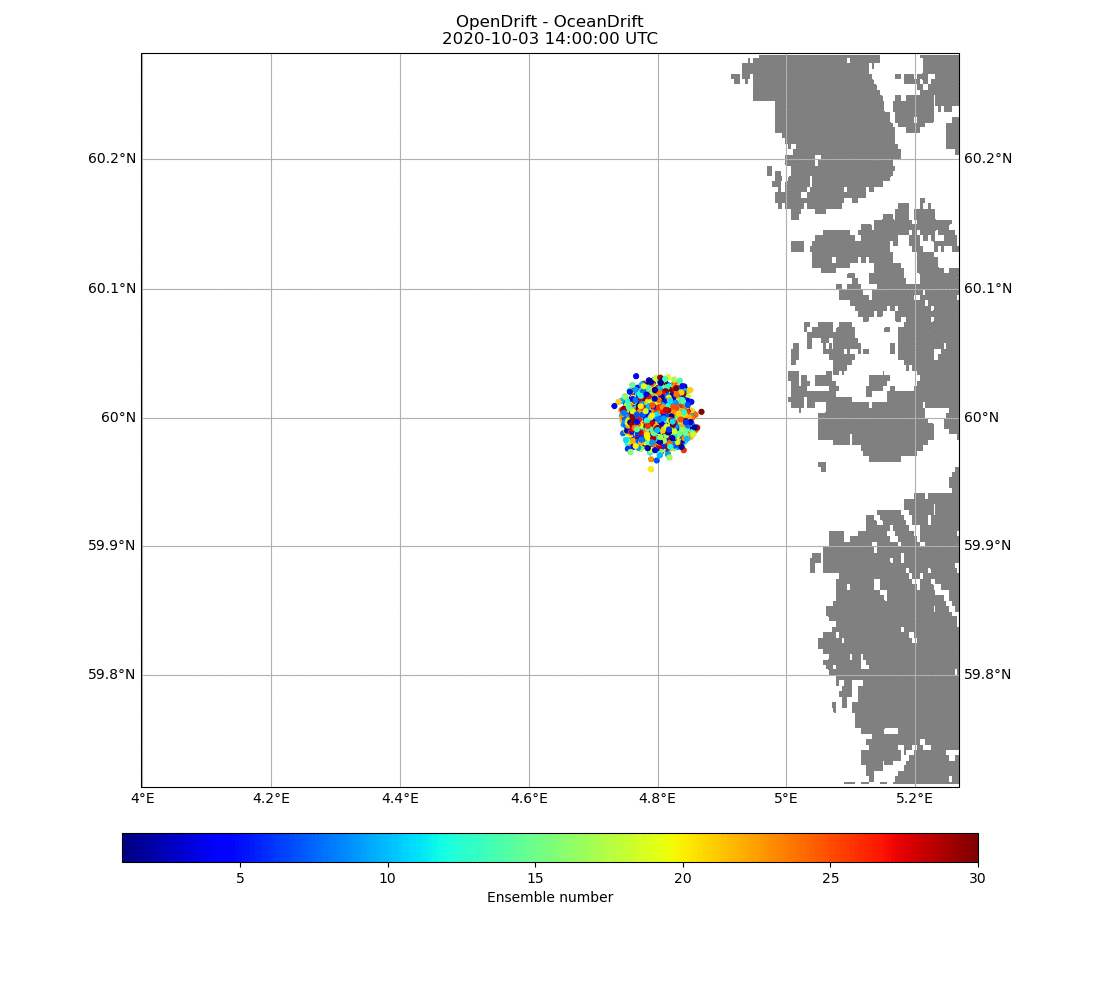 OpenDrift - OceanDrift
2020-10-03 14:00:00 UTC
60.2°N 60.2°N
60.1°N 60.1°N
60°N 60°N
59.9°N 59.9°N
59.8°N 59.8°N
4°E 4.2°E 4.4°E 4.6°E 4.8°E 5°E 5.2°E
5 10 15 20 25 30
Ensemble number